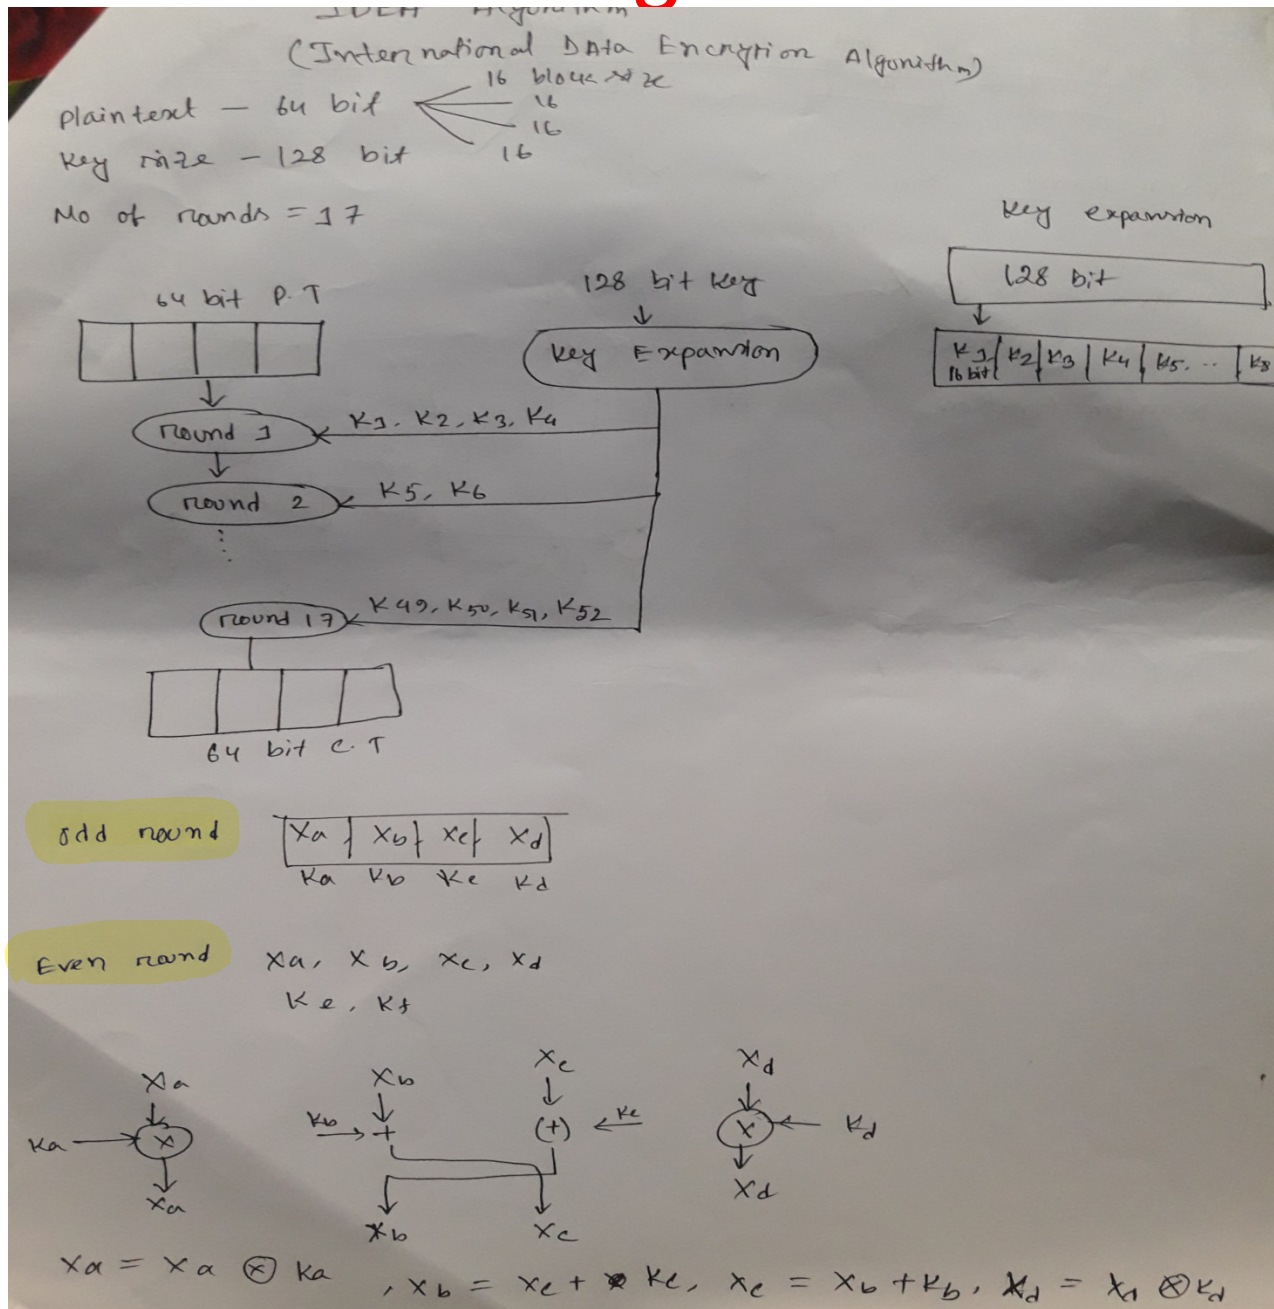 IDEA Algorithm
(International DAta Encrytion Algorithm)
plaintext - 64 bit 16 block size
16
16
Key size - 128 bit 16
No of rounds = 17
Key expansion
128 bit
K1 K2 K3 K4 K5. .. K8
16 bit
64 bit P.T
128 bit key
Key Expansion
round 1 K1, K2, K3, K4
round 2 K5, K6
round 17 K49, K50, K51, K52
64 bit C.T
odd round Xa Xb Xc Xd
Ka Kb Kc Kd
Even round Xa, Xb, Xc, Xd
Ke, Kf
Xa Xb Xc Xd
Ka → × Kb → + (+) ← Kc × ← Kd
Xa Xb Xc Xd
Xa = Xa ⊗ Ka , Xb = Xc + Kc, Xc = Xb + Kb, Xd = Xd ⊗ Kd